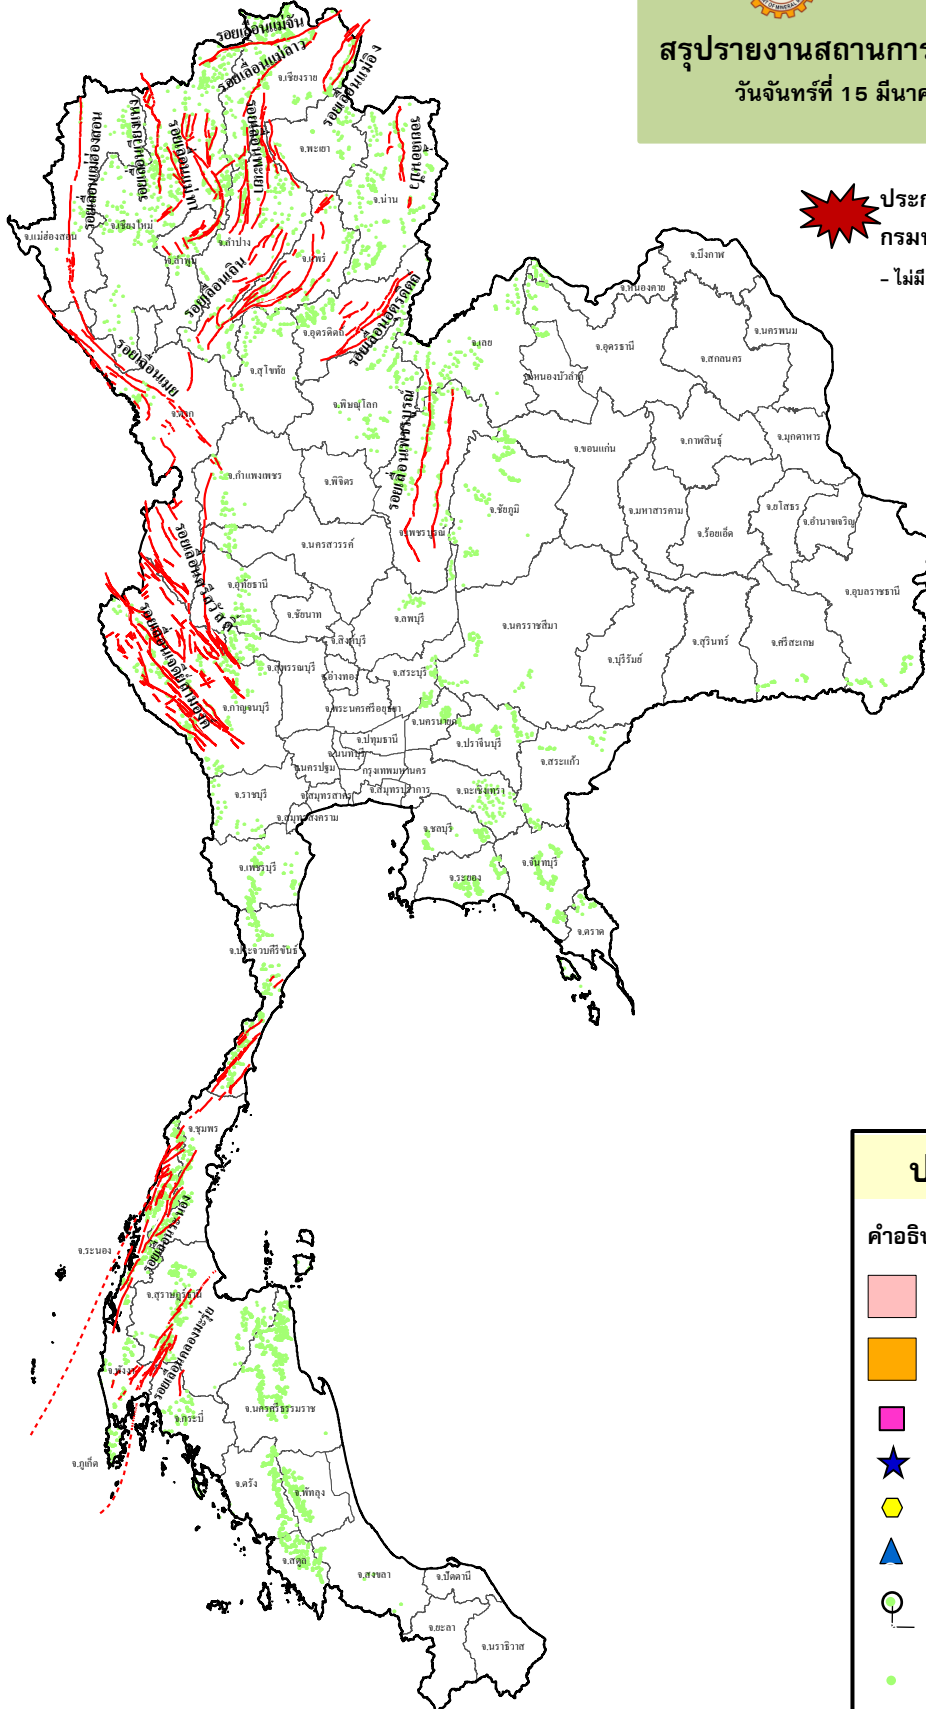 สรุปรายงานสถานการ
วันจันทร์ที่ 15 มีนาค
ประก
กรมท
- ไม่มี
รอยเลื่อนแม่จัน
รอยเลื่อนแม่ลาว
รอยเลื่อนแม่อิง
รอยเลื่อนพะเยา
รอยเลื่อนปัว
รอยเลื่อนแม่ฮ่องสอน
รอยเลื่อนแม่ทา
รอยเลื่อนเถิน
รอยเลื่อนอุตรดิตถ์
รอยเลื่อนเมย
รอยเลื่อนเพชรบูรณ์
รอยเลื่อนศรีสวัสดิ์
รอยเลื่อนเจดีย์สามองค์
รอยเลื่อนระนอง
รอยเลื่อนคลองมะรุ่ย
จ.เชียงราย
จ.พะเยา
จ.น่าน
จ.แม่ฮ่องสอน
จ.เชียงใหม่
จ.ลำปาง
จ.ลำพูน
จ.แพร่
จ.อุตรดิตถ์
จ.สุโขทัย
จ.ตาก
จ.พิษณุโลก
จ.เลย
จ.บึงกาฬ
จ.หนองคาย
จ.นครพนม
จ.อุดรธานี
จ.สกลนคร
จ.หนองบัวลำภู
จ.ขอนแก่น
จ.กาฬสินธุ์
จ.มุกดาหาร
จ.กำแพงเพชร
จ.พิจิตร
จ.เพชรบูรณ์
จ.ชัยภูมิ
จ.มหาสารคาม
จ.ร้อยเอ็ด
จ.ยโสธร
จ.อำนาจเจริญ
จ.นครสวรรค์
จ.อุทัยธานี
จ.ชัยนาท
จ.ลพบุรี
จ.นครราชสีมา
จ.บุรีรัมย์
จ.สุรินทร์
จ.ศรีสะเกษ
จ.อุบลราชธานี
จ.สิงห์บุรี
จ.สุพรรณบุรี
จ.อ่างทอง
จ.สระบุรี
จ.กาญจนบุรี
จ.พระนครศรีอยุธยา
จ.นครนายก
จ.ปทุมธานี
จ.ปราจีนบุรี
จ.นนทบุรี
จ.สระแก้ว
จ.นครปฐม
กรุงเทพมหานคร
จ.ราชบุรี
จ.สมุทรสาคร
จ.สมุทรปราการ
จ.ฉะเชิงเทรา
จ.สมุทรสงคราม
จ.ชลบุรี
จ.เพชรบุรี
จ.ระยอง
จ.จันทบุรี
จ.ตราด
จ.ประจวบคีรีขันธ์
จ.ชุมพร
จ.ระนอง
จ.สุราษฎร์ธานี
จ.พังงา
จ.นครศรีธรรมราช
จ.กระบี่
จ.ภูเก็ต
จ.ตรัง
จ.พัทลุง
จ.สตูล
จ.สงขลา
จ.ปัตตานี
จ.ยะลา
จ.นราธิวาส
ป
คำอธิบ